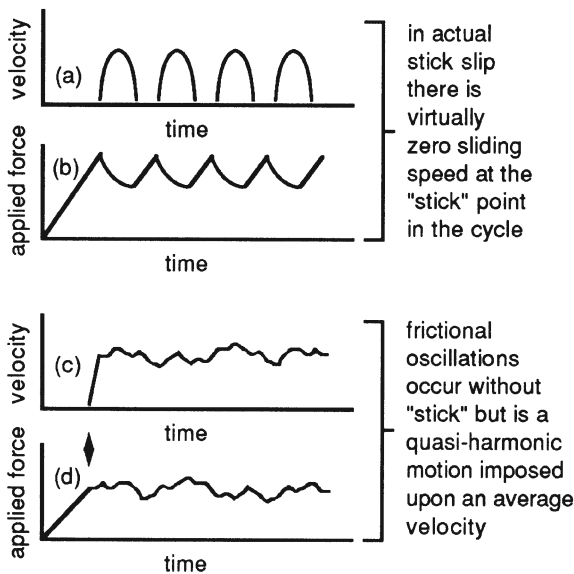 velocity
(a)
time
applied force
(b)
time
in actual
stick slip
there is
virtually
zero sliding
speed at the
"stick" point
in the cycle
velocity
(c)
time
applied force
(d)
time
frictional
oscillations
occur without
"stick" but is a
quasi-harmonic
motion imposed
upon an average
velocity